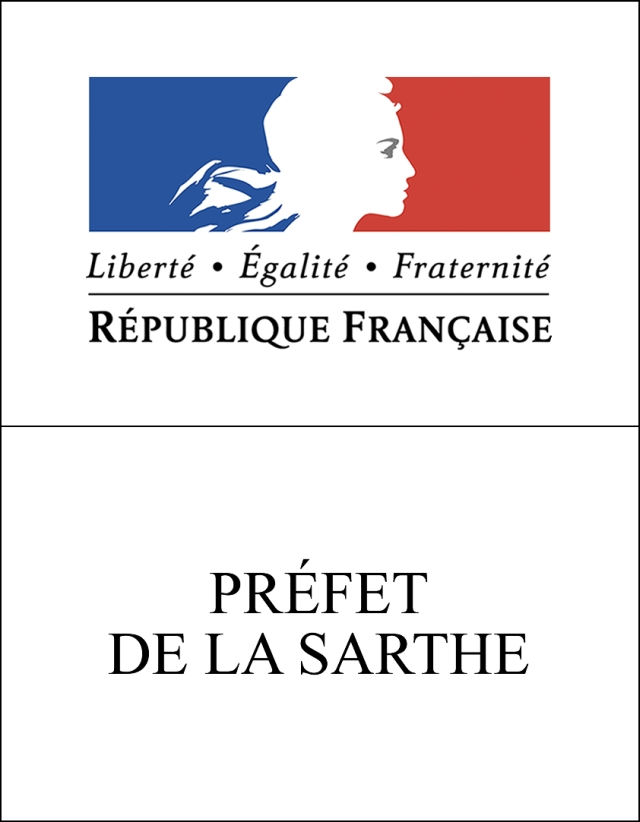 Liberté • Égalité • Fraternité
RÉPUBLIQUE FRANÇAISE
PRÉFET
DE LA SARTHE